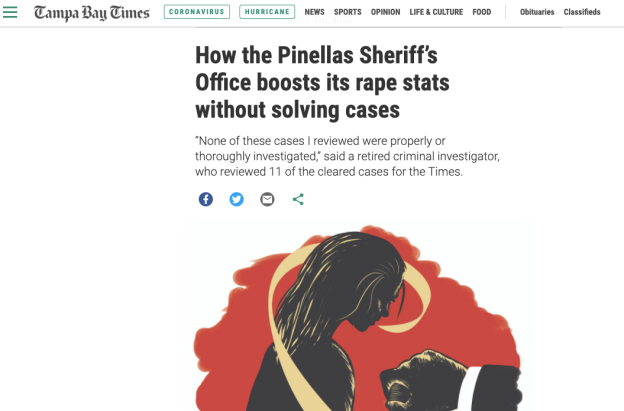 Tampa Bay Times CORONAVIRUS HURRICANE NEWS SPORTS OPINION LIFE & CULTURE FOOD Obituaries Classifieds
How the Pinellas Sheriff's
Office boosts its rape stats
without solving cases
"None of these cases I reviewed were properly or
thoroughly investigated," said a retired criminal investigator,
who reviewed 11 of the cleared cases for the Times.